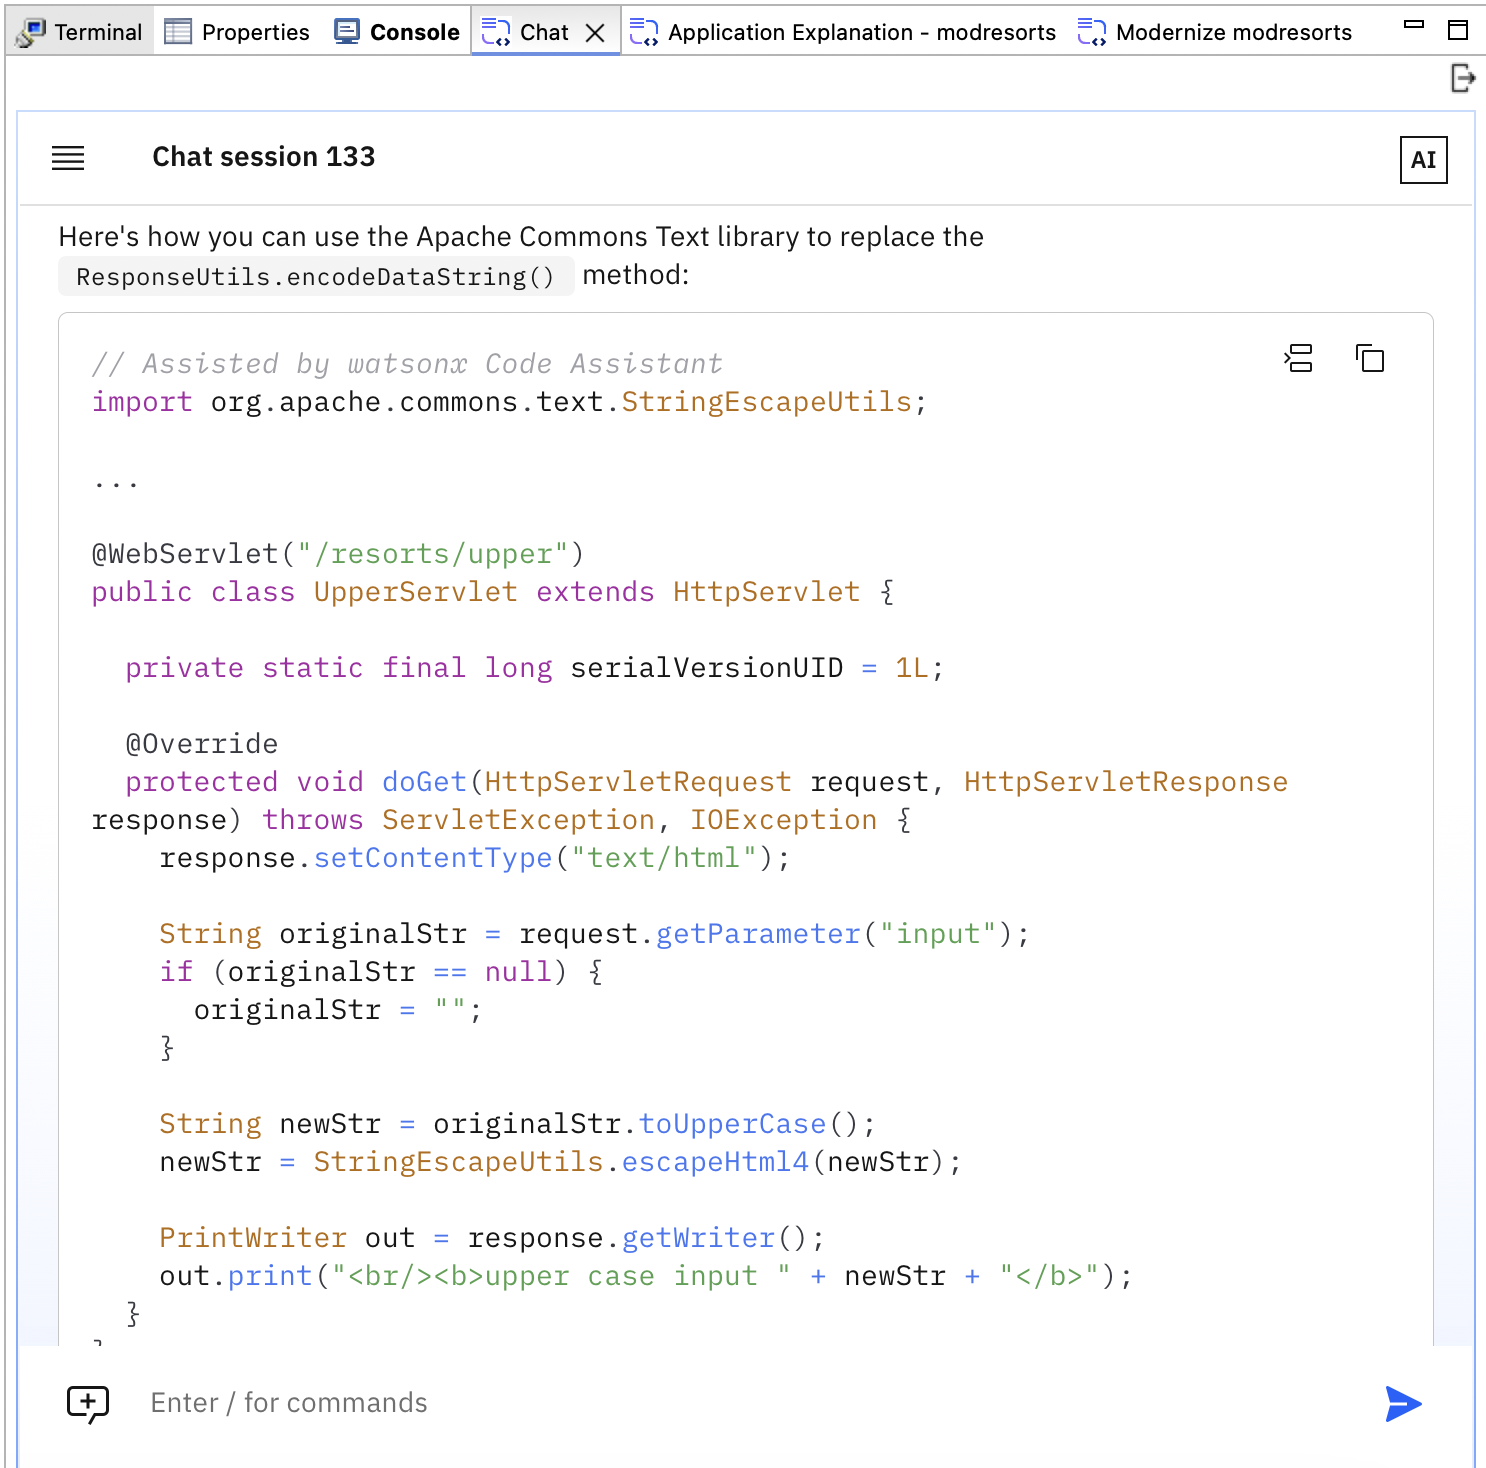 Terminal Properties Console Chat Application Explanation - modresorts Modernize modresorts
Chat session 133
AI
Here's how you can use the Apache Commons Text library to replace the
ResponseUtils.encodeDataString() method:
// Assisted by watsonx Code Assistant
import org.apache.commons.text.StringEscapeUtils;
...
@WebServlet("/resorts/upper")
public class UpperServlet extends HttpServlet {
private static final long serialVersionUID = 1L;
@Override
protected void doGet(HttpServletRequest request, HttpServletResponse
response) throws ServletException, IOException {
response.setContentType("text/html");
String originalStr = request.getParameter("input");
if (originalStr == null) {
originalStr = "";
}
String newStr = originalStr.toUpperCase();
newStr = StringEscapeUtils.escapeHtml4(newStr);
PrintWriter out = response.getWriter();
out.print("<br/><b>upper case input " + newStr + "</b>");
}
Enter / for commands